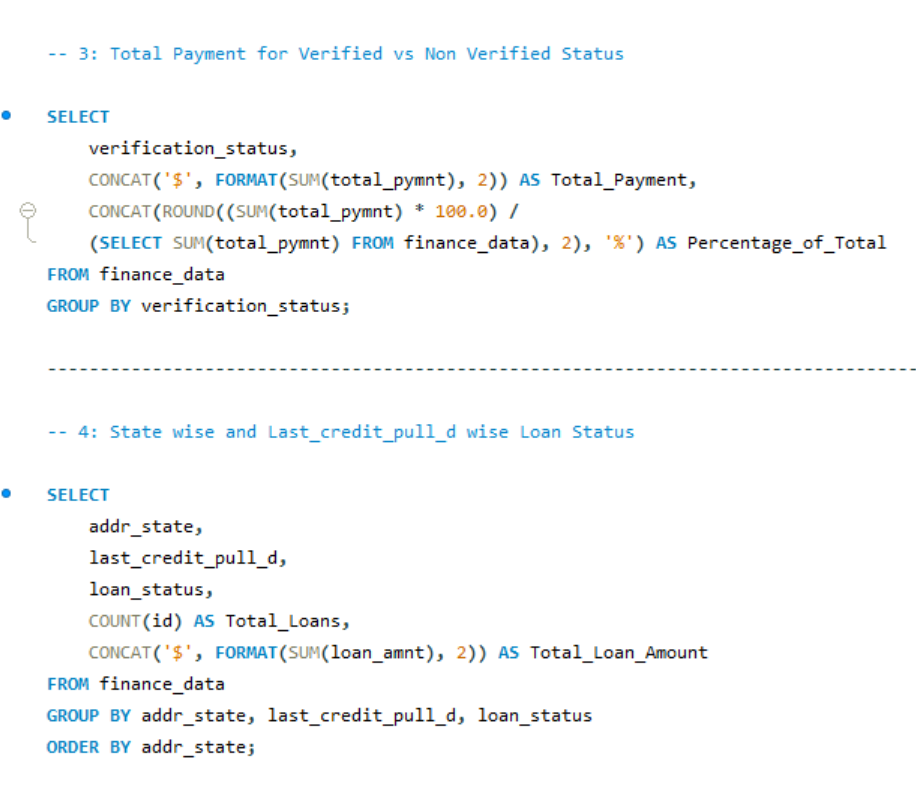 -- 3: Total Payment for Verified vs Non Verified Status
SELECT
verification_status,
CONCAT('$', FORMAT(SUM(total_pymnt), 2)) AS Total_Payment,
CONCAT(ROUND((SUM(total_pymnt) * 100.0) /
(SELECT SUM(total_pymnt) FROM finance_data), 2), '%') AS Percentage_of_Total
FROM finance_data
GROUP BY verification_status;
--------------------------------------------------------------------------------
-- 4: State wise and Last_credit_pull_d wise Loan Status
SELECT
addr_state,
last_credit_pull_d,
loan_status,
COUNT(id) AS Total_Loans,
CONCAT('$', FORMAT(SUM(loan_amnt), 2)) AS Total_Loan_Amount
FROM finance_data
GROUP BY addr_state, last_credit_pull_d, loan_status
ORDER BY addr_state;